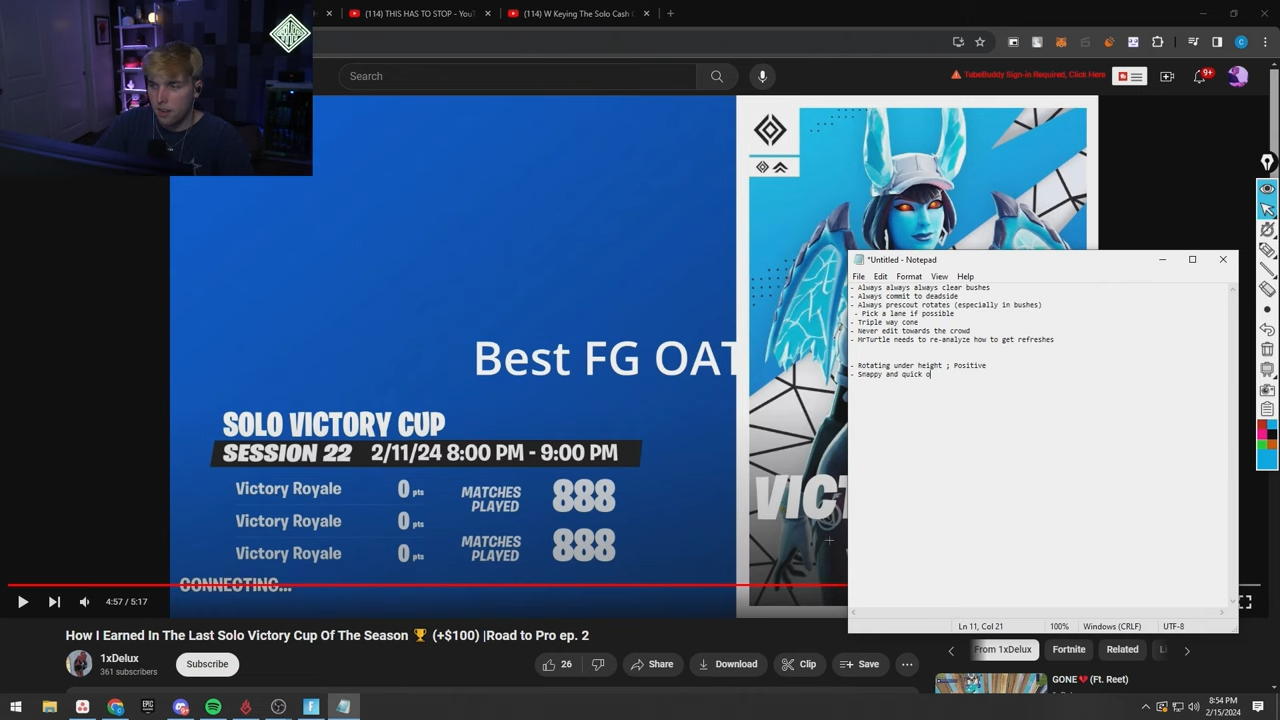 (114) THIS HAS TO STOP - YouT
(114) W Keying The Solo Cash C
Search
TubeBuddy Sign-in Required, Click Here
9+
C
*Untitled - Notepad
File Edit Format View Help
- Always always always clear bushes
- Always commit to deadside
- Always prescout rotates (especially in bushes)
- Pick a lane if possible
- Triple way cone
- Never edit towards the crowd
- MrTurtle needs to re-analyze how to get refreshes
- Rotating under height ; Positive
- Snappy and quick o
Ln 11, Col 21 100% Windows (CRLF) UTF-8
Best FG OAT
SOLO VICTORY CUP
SESSION 22 2/11/24 8:00 PM - 9:00 PM
Victory Royale 0 pts MATCHES PLAYED 888
Victory Royale 0 pts
Victory Royale 0 pts MATCHES PLAYED 888
CONNECTING...
VICT
4:57 / 5:17
How I Earned In The Last Solo Victory Cup Of The Season 🏆 (+$100) |Road to Pro ep. 2
1xDelux
361 subscribers
Subscribe
26
Share
Download
Clip
Save
From 1xDelux
Fortnite
Related
Li
GONE💔(Ft. Reet)
EPIC
8:54 PM
2/15/2024